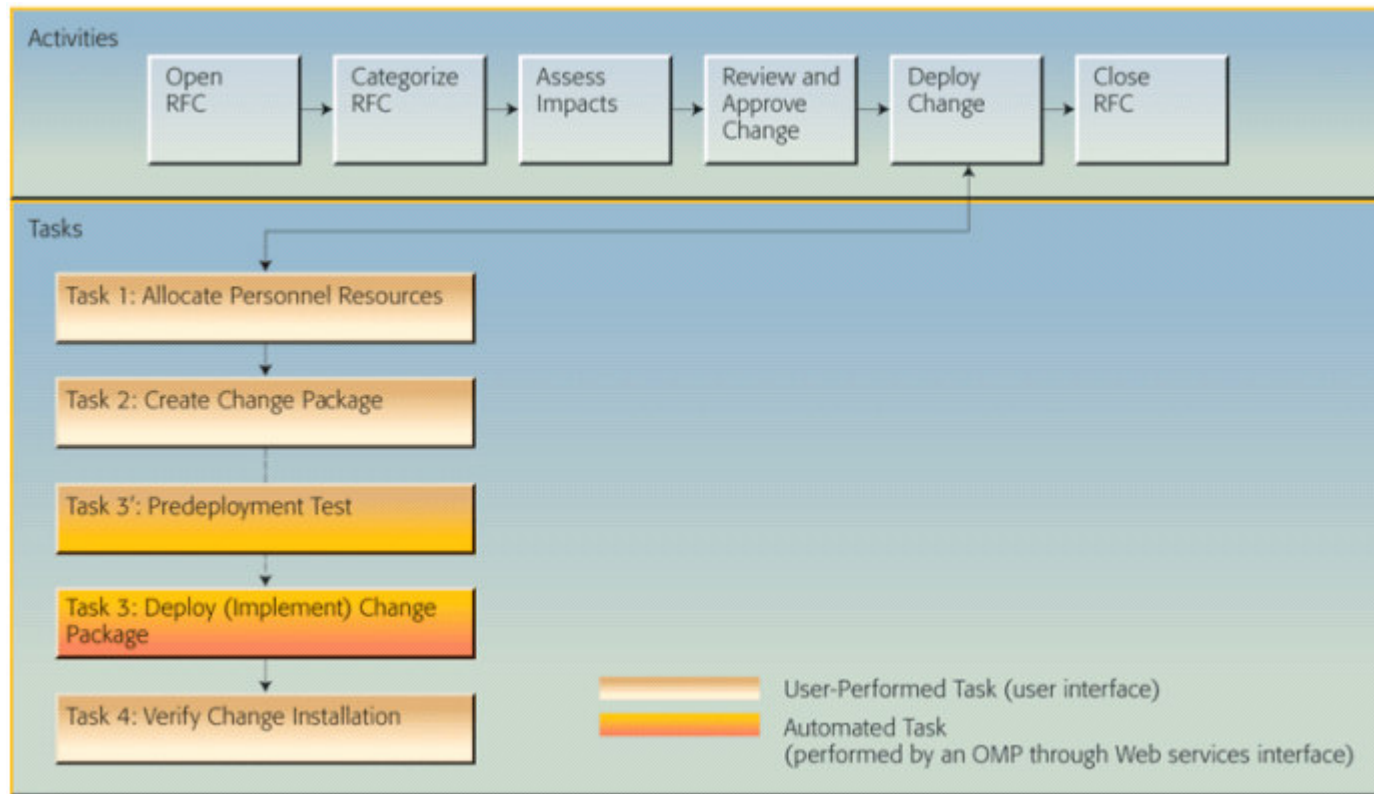 Activities
Open
RFC
Categorize
RFC
Assess
Impacts
Review and
Approve
Change
Deploy
Change
Close
RFC
Tasks
Task 1: Allocate Personnel Resources
Task 2: Create Change Package
Task 3′: Predeployment Test
Task 3: Deploy (Implement) Change
Package
Task 4: Verify Change Installation
User-Performed Task (user interface)
Automated Task
(performed by an OMP through Web services interface)